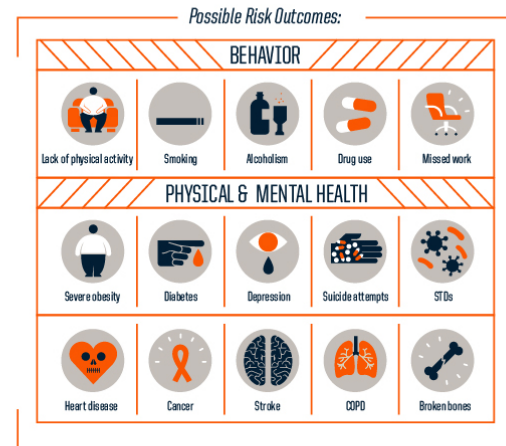 Possible Risk Outcomes:
BEHAVIOR
Lack of physical activity
Smoking
Alcoholism
Drug use
Missed work
PHYSICAL & MENTAL HEALTH
Severe obesity
Diabetes
Depression
Suicide attempts
STDs
Heart disease
Cancer
Stroke
COPD
Broken bones